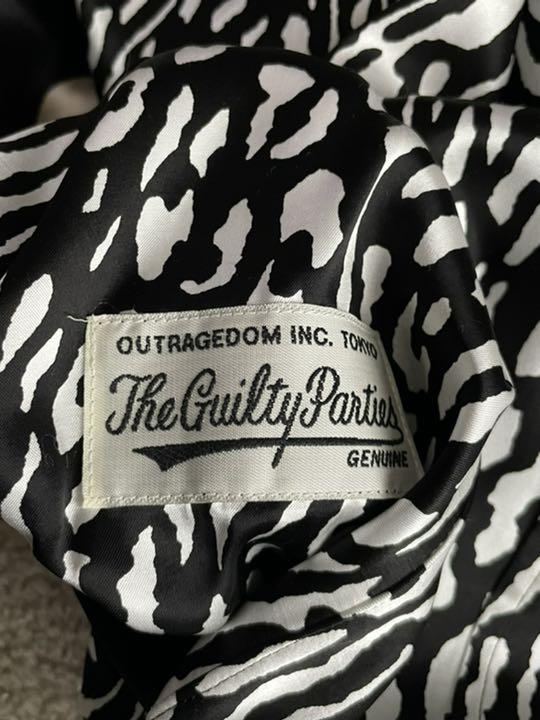 OUTRAGEDOM INC. TOKYO
The Guilty Parties
GENUINE